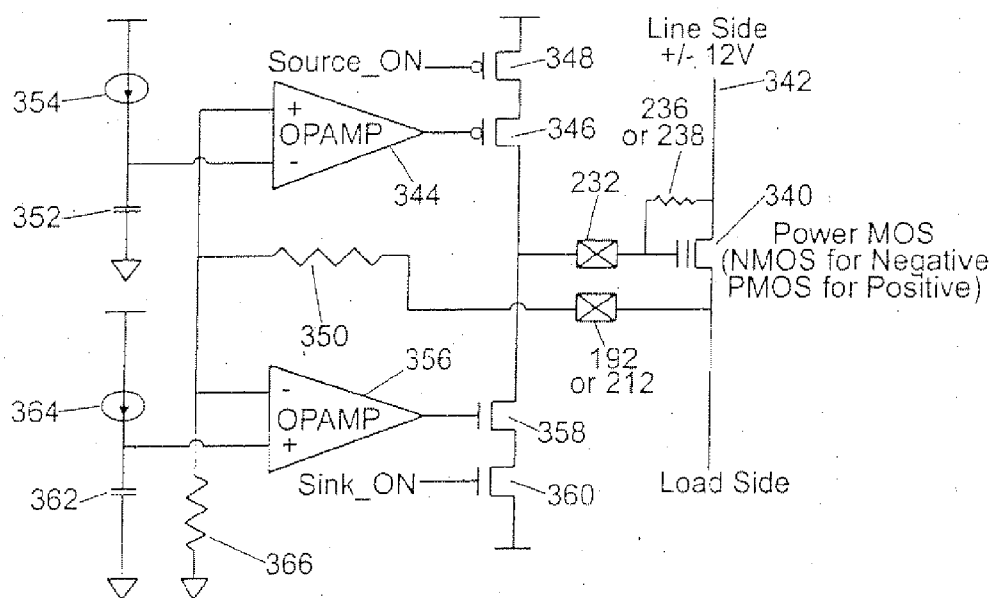 Line Side
+/- 12V
342
Source_ON
348
354
+
OPAMP
-
346
236
or 238
344
232
352
340
Power MOS
(NMOS for Negative
PMOS for Positive)
350
356
192
or 212
364
-
OPAMP
+
358
362
Sink_ON
360
Load Side
366